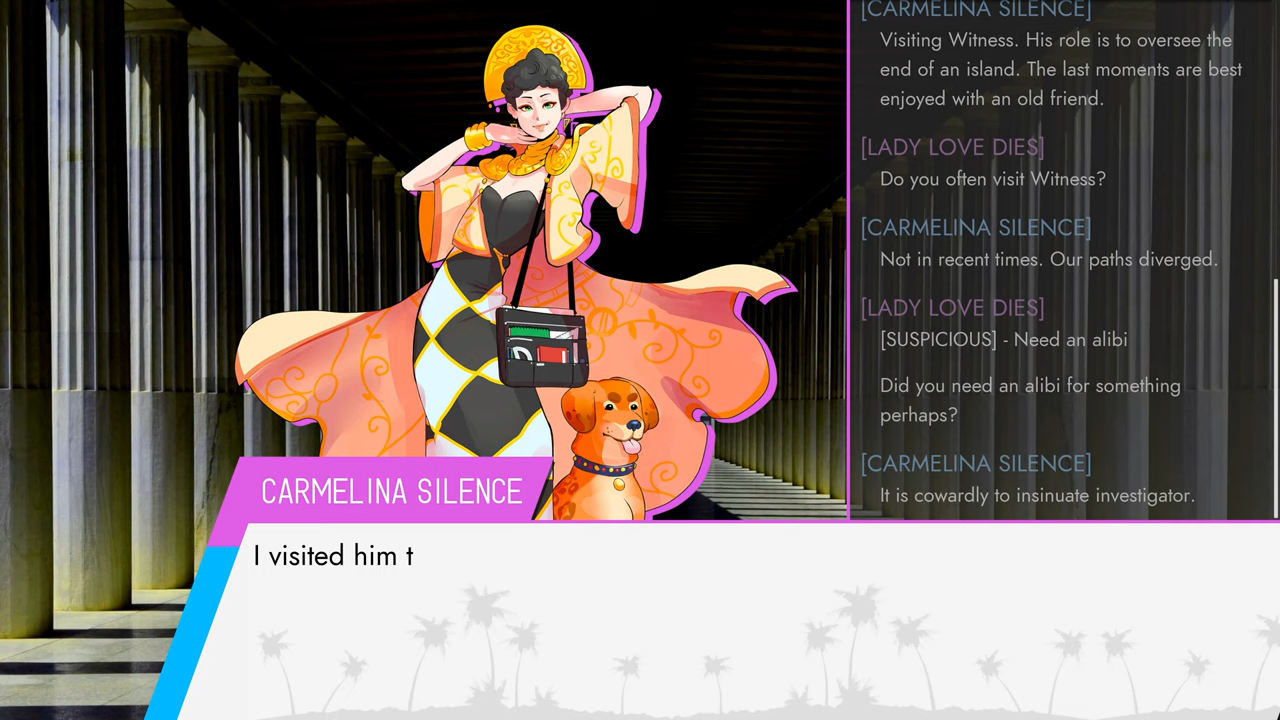 [CARMELINA SILENCE]
Visiting Witness. His role is to oversee the
end of an island. The last moments are best
enjoyed with an old friend.
[LADY LOVE DIES]
Do you often visit Witness?
[CARMELINA SILENCE]
Not in recent times. Our paths diverged.
[LADY LOVE DIES]
[SUSPICIOUS] - Need an alibi
Did you need an alibi for something
perhaps?
[CARMELINA SILENCE]
It is cowardly to insinuate investigator.
CARMELINA SILENCE
I visited him t